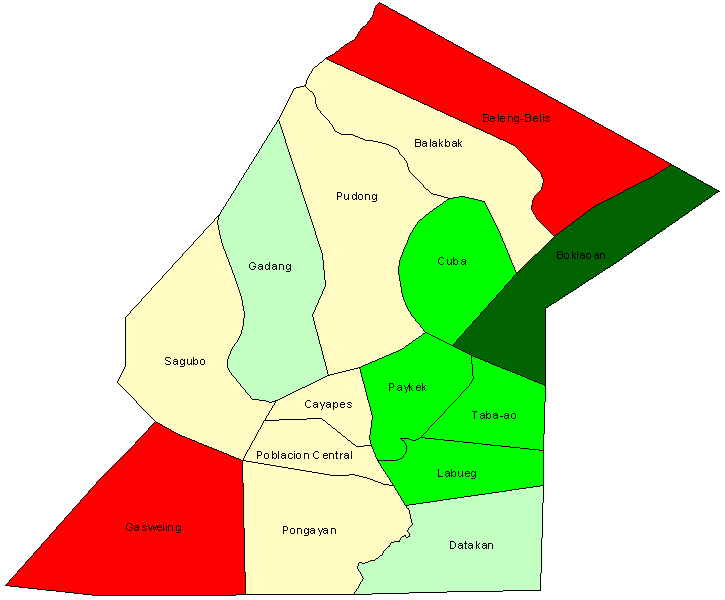 Beleng-Belis
Balakbak
Pudong
Boklaoan
Cuba
Gadang
Sagubo
Paykek
Cayapes
Taba-ao
Poblacion Central
Labueg
Gasweling
Pongayan
Datakan